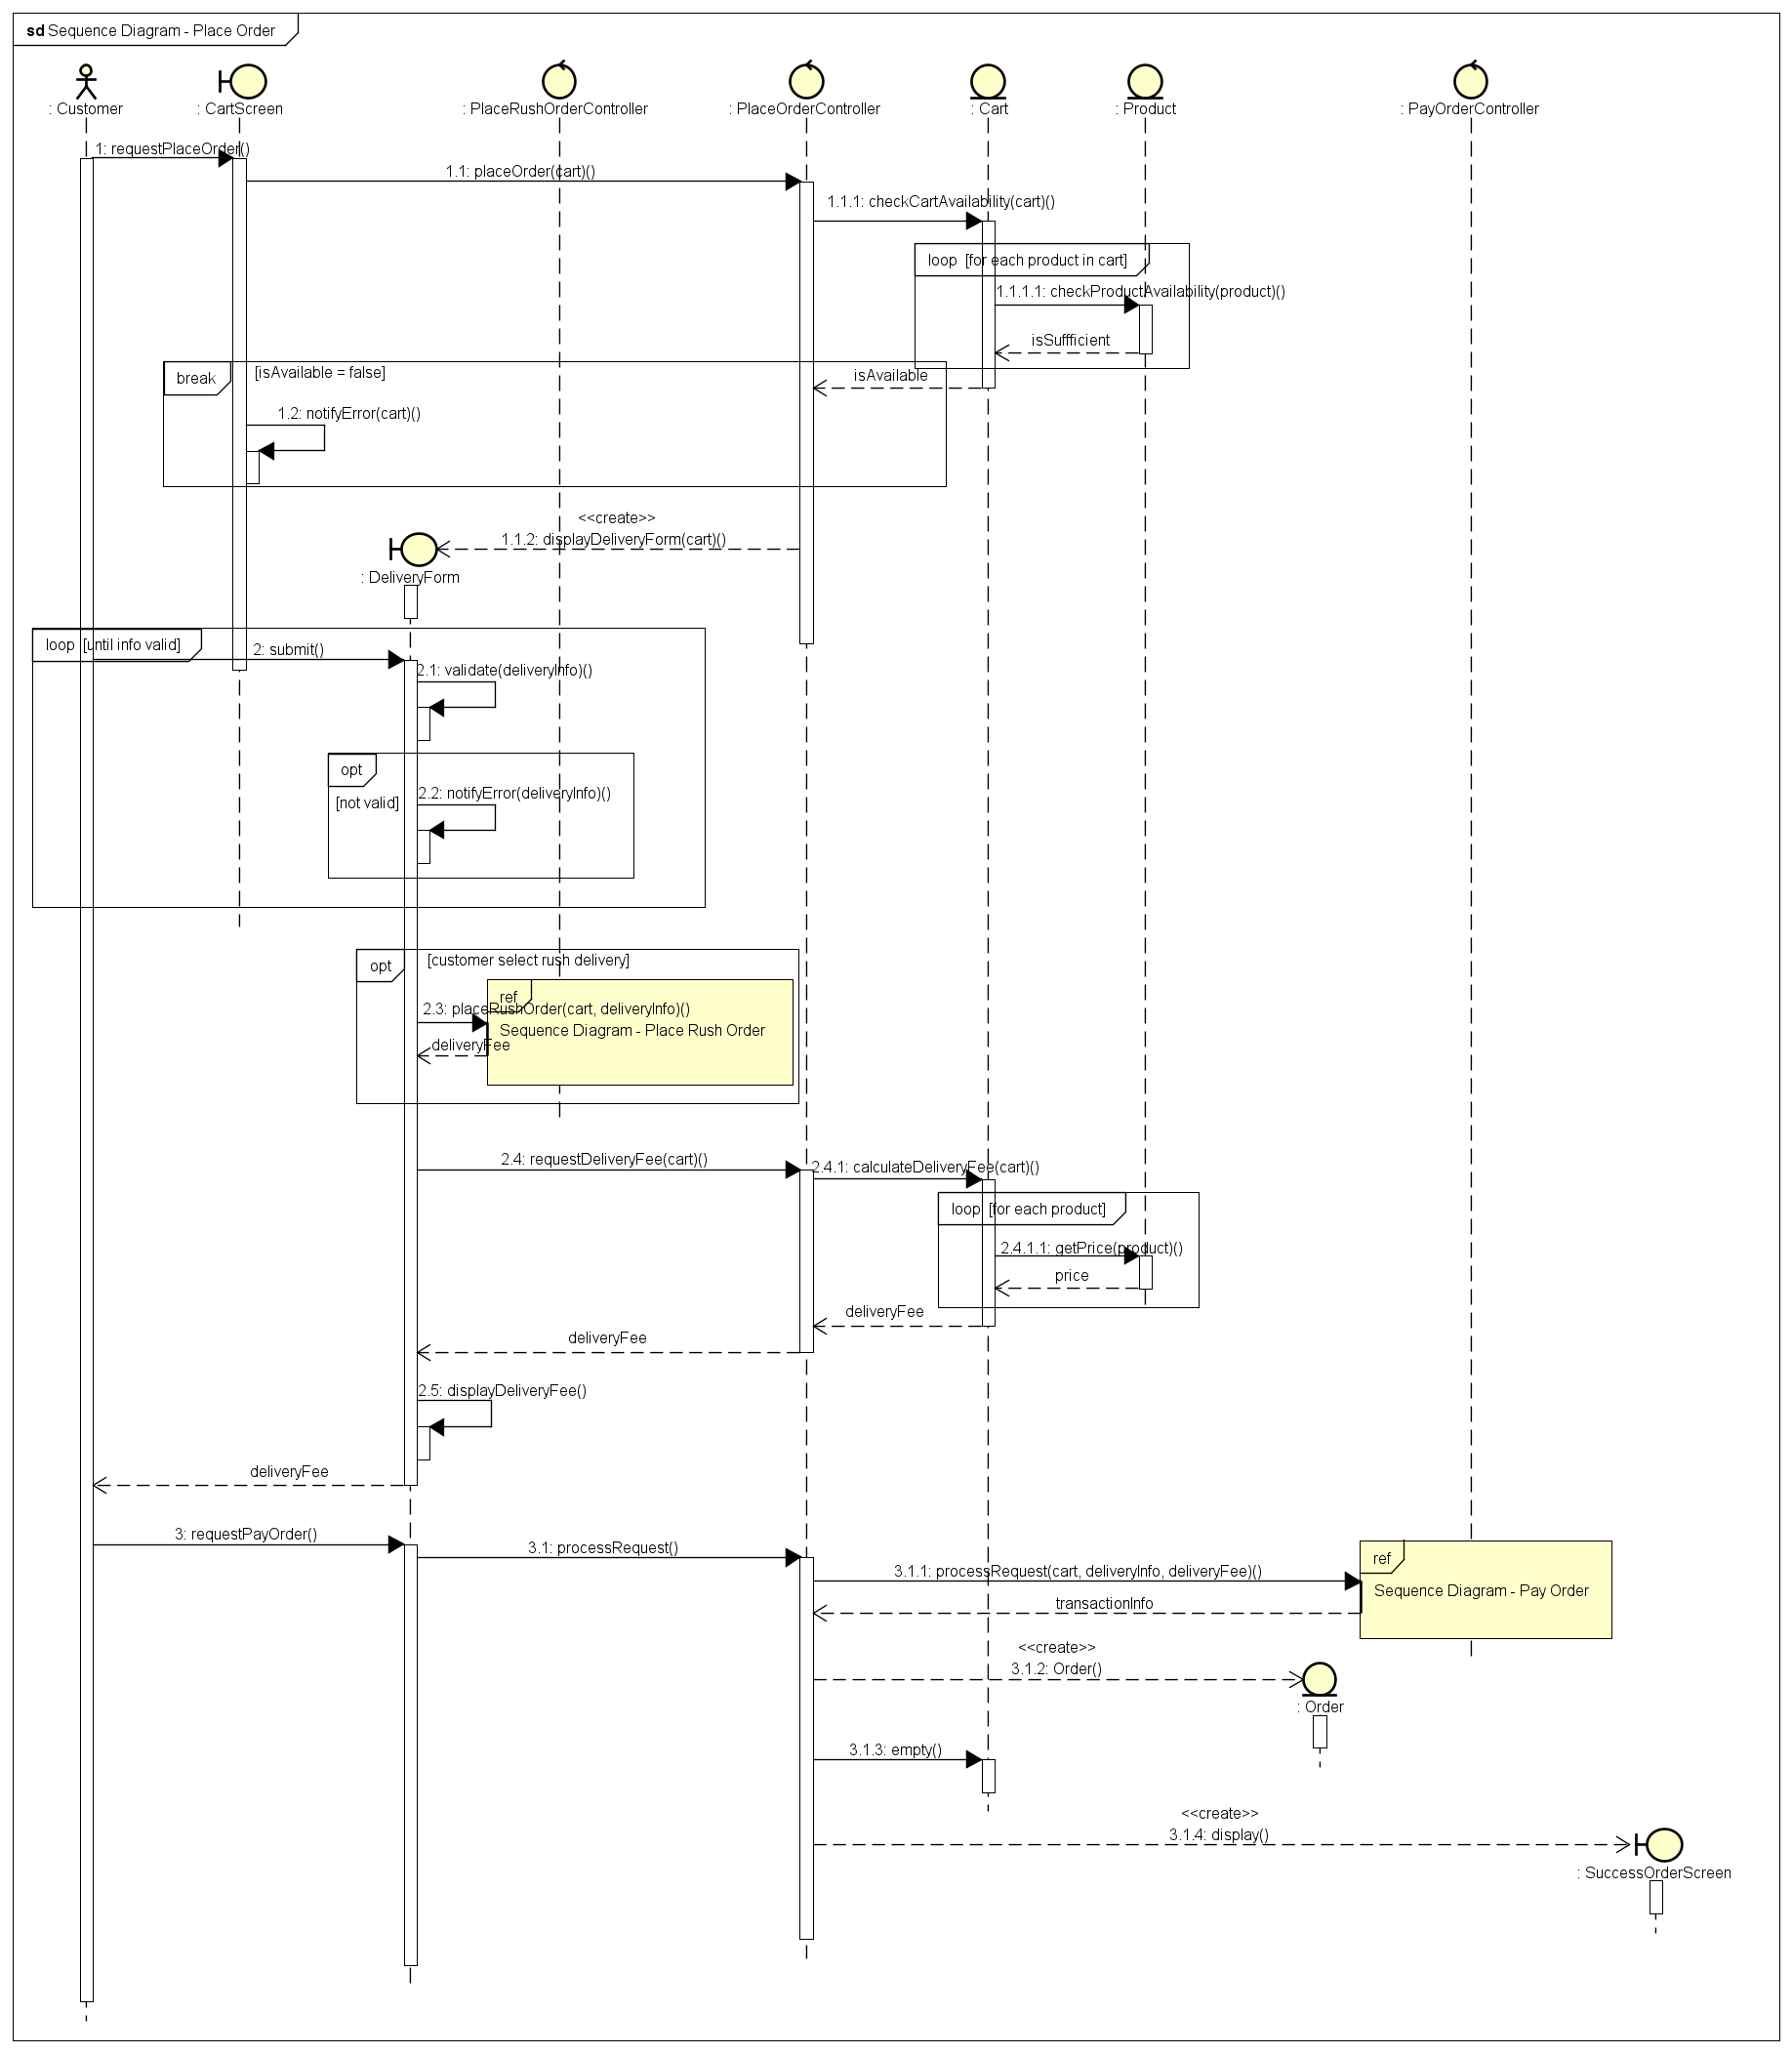 sd Sequence Diagram - Place Order
: Customer
: CartScreen
: PlaceRushOrderController
: PlaceOrderController
: Cart
: Product
: PayOrderController
1: requestPlaceOrder()
1.1: placeOrder(cart)()
1.1.1: checkCartAvailability(cart)()
loop [for each product in cart]
1.1.1.1: checkProductAvailability(product)()
isSuffficient
break
[isAvailable = false]
isAvailable
1.2: notifyError(cart)()
<<create>>
1.1.2: displayDeliveryForm(cart)()
: DeliveryForm
loop [until info valid]
2: submit()
2.1: validate(deliveryInfo)()
opt
[not valid]
2.2: notifyError(deliveryInfo)()
opt
[customer select rush delivery]
ref
2.3: placeRushOrder(cart, deliveryInfo)()
Sequence Diagram - Place Rush Order
deliveryFee
2.4: requestDeliveryFee(cart)()
2.4.1: calculateDeliveryFee(cart)()
loop [for each product]
2.4.1.1: getPrice(product)()
price
deliveryFee
deliveryFee
2.5: displayDeliveryFee()
deliveryFee
3: requestPayOrder()
3.1: processRequest()
ref
3.1.1: processRequest(cart, deliveryInfo, deliveryFee)()
Sequence Diagram - Pay Order
transactionInfo
<<create>>
3.1.2: Order()
: Order
3.1.3: empty()
<<create>>
3.1.4: display()
: SuccessOrderScreen